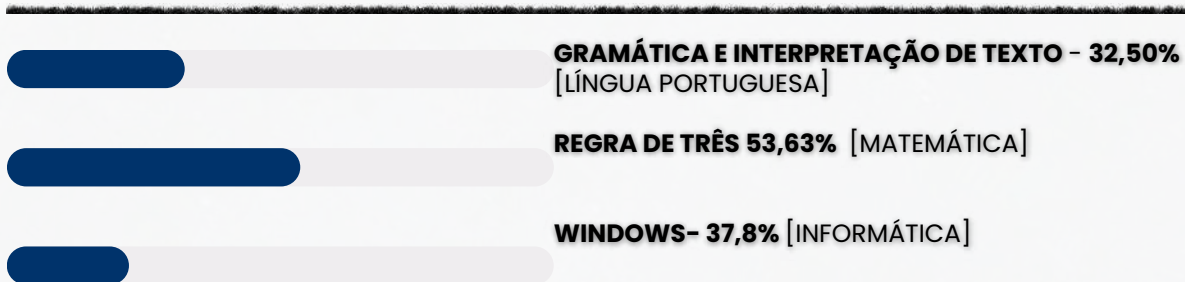 GRAMÁTICA E INTERPRETAÇÃO DE TEXTO - 32,50%
[LÍNGUA PORTUGUESA]
REGRA DE TRÊS 53,63% [MATEMÁTICA]
WINDOWS- 37,8% [INFORMÁTICA]